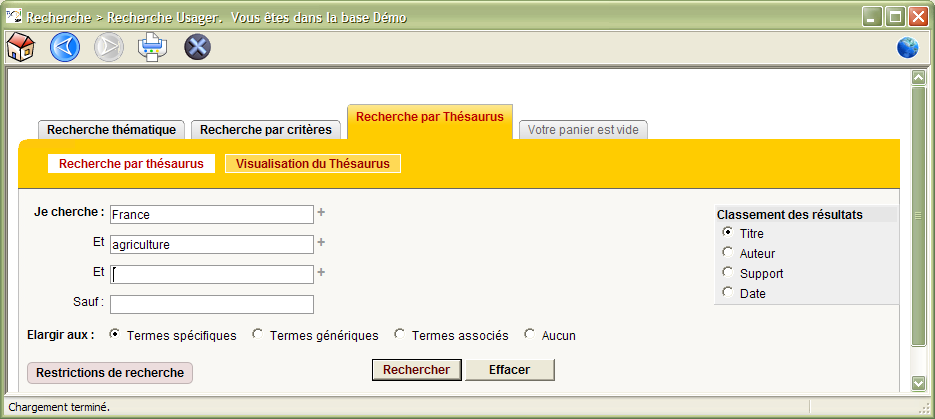 Recherche > Recherche Usager. Vous êtes dans la base Démo
Recherche thématique
Recherche par critères
Recherche par Thésaurus
Votre panier est vide
Recherche par thésaurus
Visualisation du Thésaurus
Je cherche : France +
Et agriculture +
Et +
Sauf :
Classement des résultats
Titre
Auteur
Support
Date
Elargir aux : Termes spécifiques Termes génériques Termes associés Aucun
Restrictions de recherche
Rechercher
Effacer
Chargement terminé.